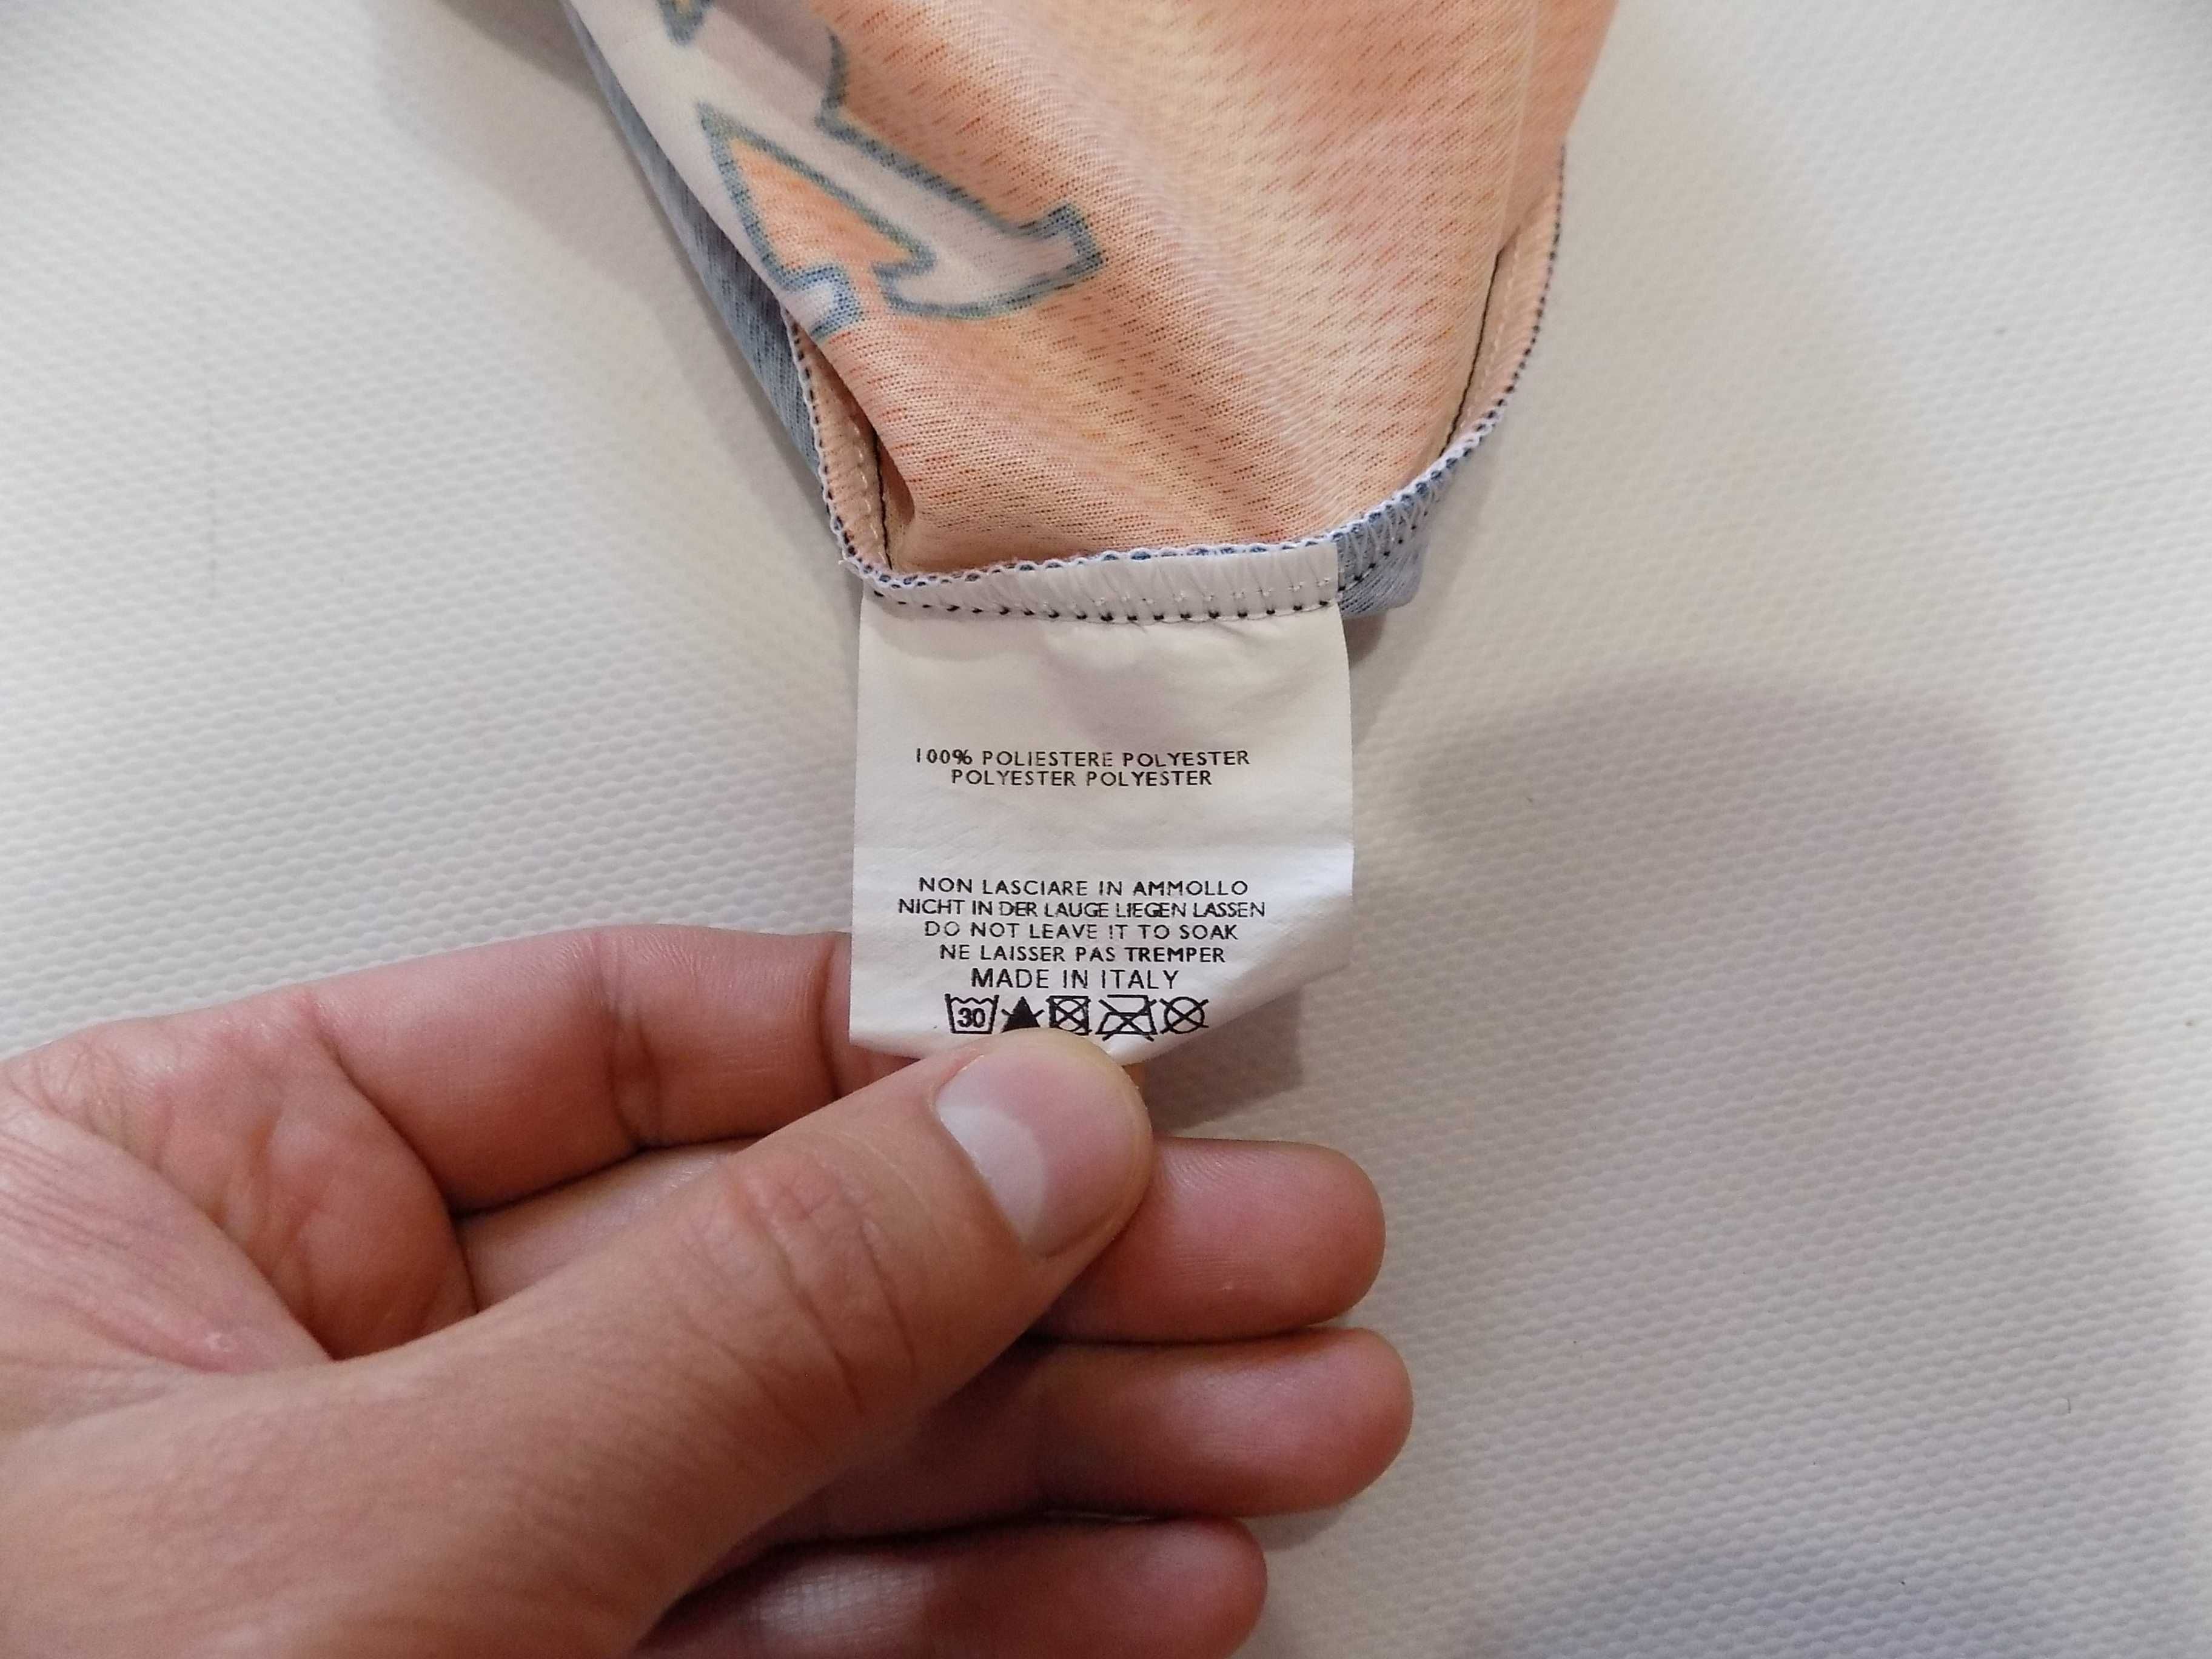 100% POLIESTERE POLYESTER
POLYESTER POLYESTER
NON LASCIARE IN AMMOLLO
NICHT IN DER LAUGE LIEGEN LASSEN
DO NOT LEAVE IT TO SOAK
NE LAISSER PAS TREMPER
MADE IN ITALY
30